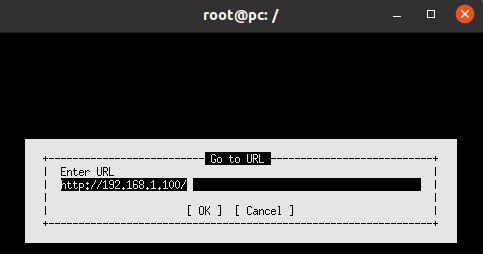 root@pc: /
Go to URL
Enter URL
http://192.168.1.100/
[ OK ] [ Cancel ]